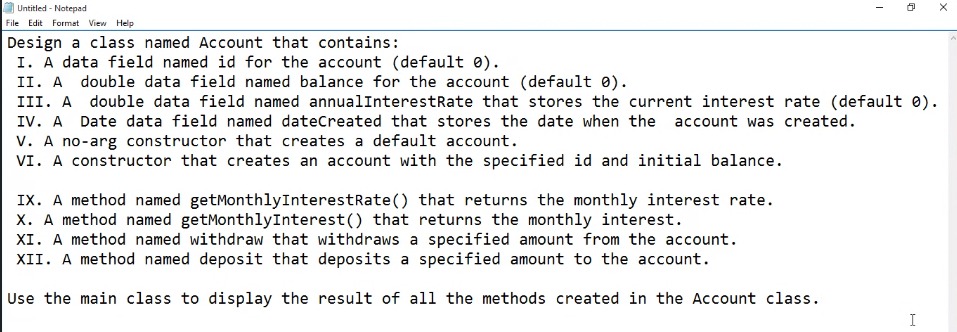 Untitled - Notepad
File Edit Format View Help
Design a class named Account that contains:
I. A data field named id for the account (default 0).
II. A  double data field named balance for the account (default 0).
III. A  double data field named annualInterestRate that stores the current interest rate (default 0).
IV. A  Date data field named dateCreated that stores the date when the  account was created.
V. A no-arg constructor that creates a default account.
VI. A constructor that creates an account with the specified id and initial balance.
IX. A method named getMonthlyInterestRate() that returns the monthly interest rate.
X. A method named getMonthlyInterest() that returns the monthly interest.
XI. A method named withdraw that withdraws a specified amount from the account.
XII. A method named deposit that deposits a specified amount to the account.
Use the main class to display the result of all the methods created in the Account class.